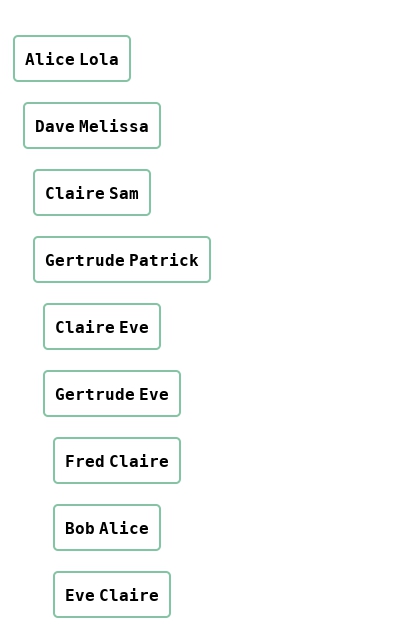 Alice Lola
Dave Melissa
Claire Sam
Gertrude Patrick
Claire Eve
Gertrude Eve
Fred Claire
Bob Alice
Eve Claire